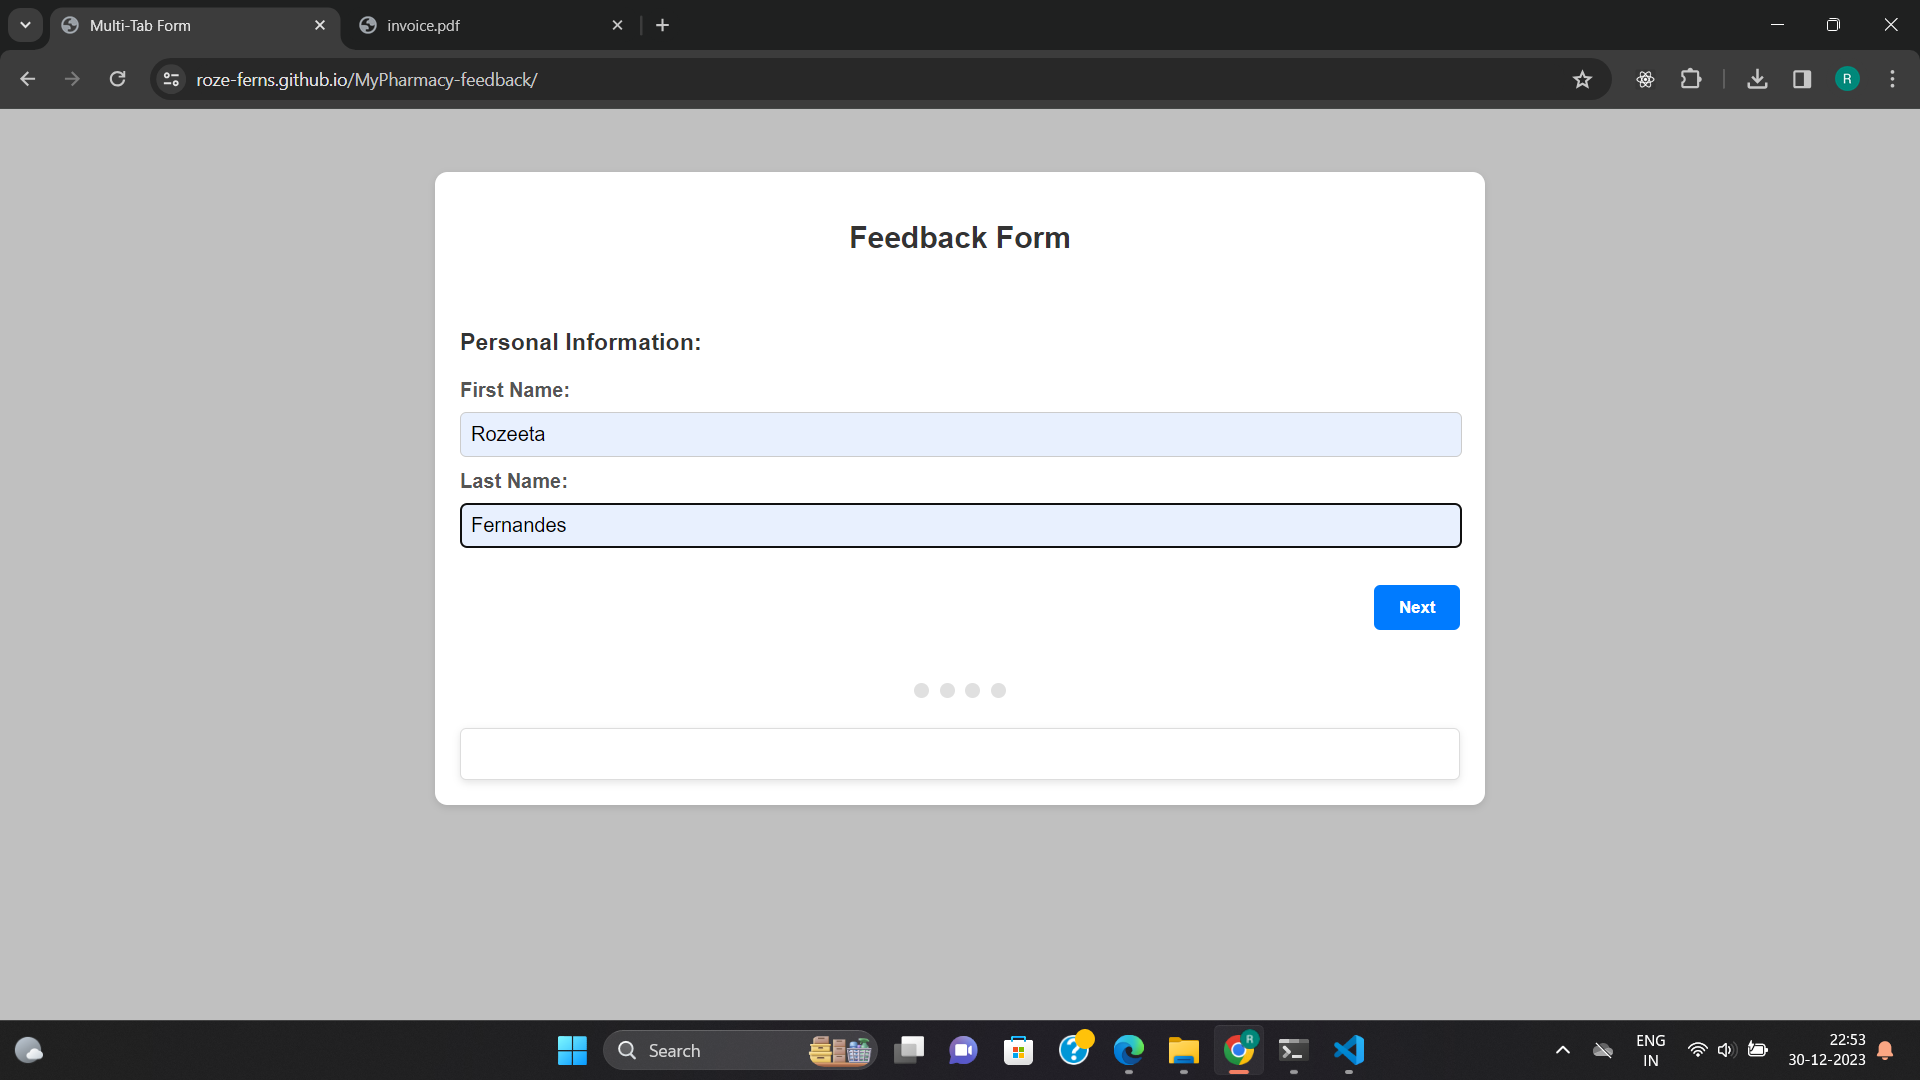 Multi-Tab Form
invoice.pdf
roze-ferns.github.io/MyPharmacy-feedback/
R
Feedback Form
Personal Information:
First Name:
Rozeeta
Last Name:
Fernandes
Next
Search
R
ENG
IN
22:53
30-12-2023